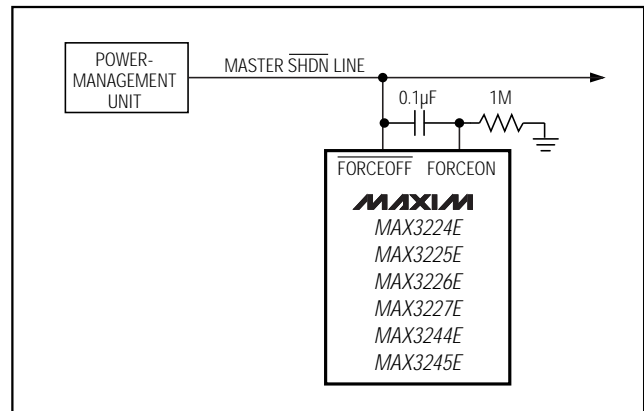 POWER-
MANAGEMENT
UNIT
MASTER SHDN LINE
0.1µF
1M
FORCEOFF FORCEON
MAXIM
MAX3224E
MAX3225E
MAX3226E
MAX3227E
MAX3244E
MAX3245E